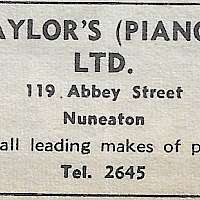 AYLOR'S (PIANO
LTD.
119 Abbey Street
Nuneaton
all leading makes of p
Tel. 2645